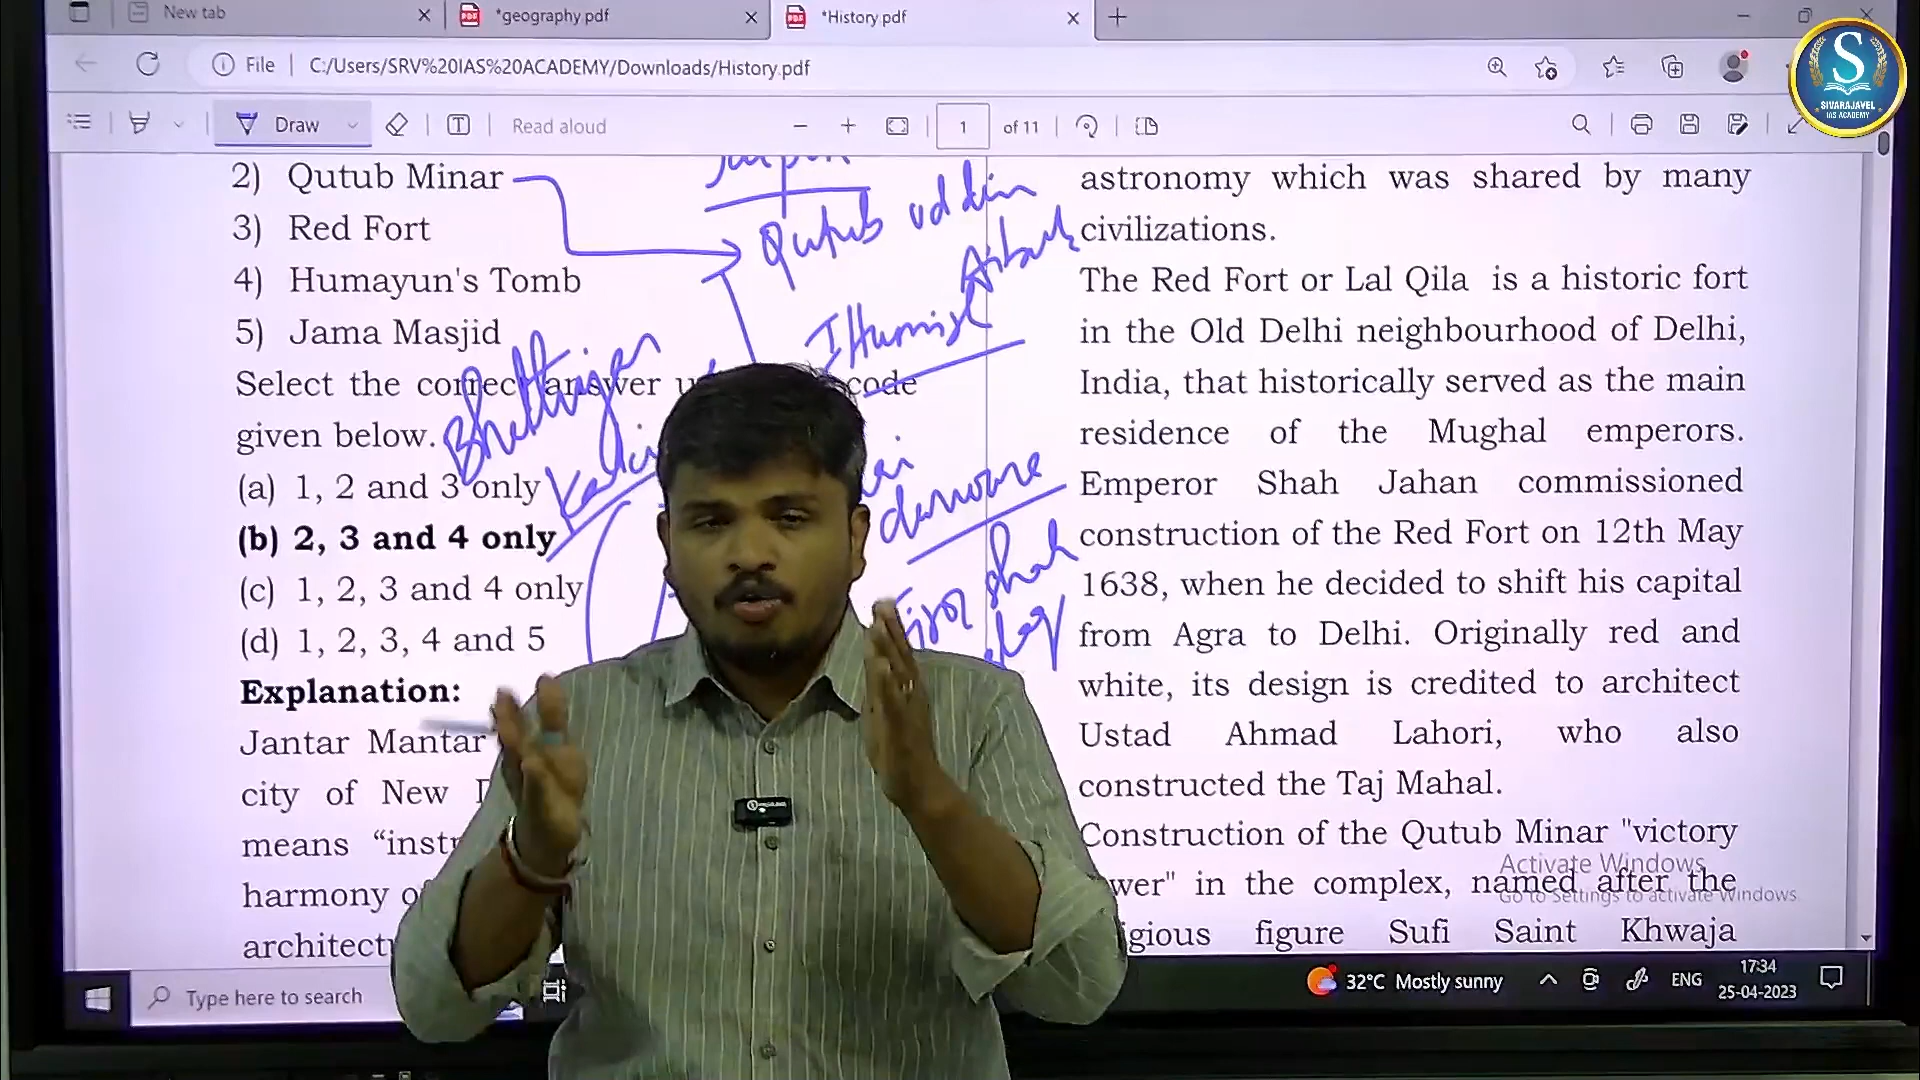 New tab
*geography.pdf
*History.pdf
File
C:/Users/SRV%20IAS%20ACADEMY/Downloads/History.pdf
Draw
Read aloud
1
of 11
S
SIVARAJAVEL
IAS ACADEMY
2) Qutub Minar
3) Red Fort
4) Humayun's Tomb
5) Jama Masjid
Select the correct answer code
given below.
(a) 1, 2 and 3 only
(b) 2, 3 and 4 only
(c) 1, 2, 3 and 4 only
(d) 1, 2, 3, 4 and 5
Explanation:
Jantar Mantar
city of New
means “instr
harmony o
architect
Qutub uddin
Aibak
astronomy which was shared by many
civilizations.
The Red Fort or Lal Qila is a historic fort
in the Old Delhi neighbourhood of Delhi,
India, that historically served as the main
residence of the Mughal emperors.
Emperor Shah Jahan commissioned
construction of the Red Fort on 12th May
1638, when he decided to shift his capital
from Agra to Delhi. Originally red and
white, its design is credited to architect
Ustad Ahmad Lahori, who also
constructed the Taj Mahal.
Construction of the Qutub Minar "victory
wer" in the complex, named after the
gious figure Sufi Saint Khwaja
Activate Windows
Go to Settings to activate Windows
Type here to search
32°C Mostly sunny
ENG
17:34
25-04-2023